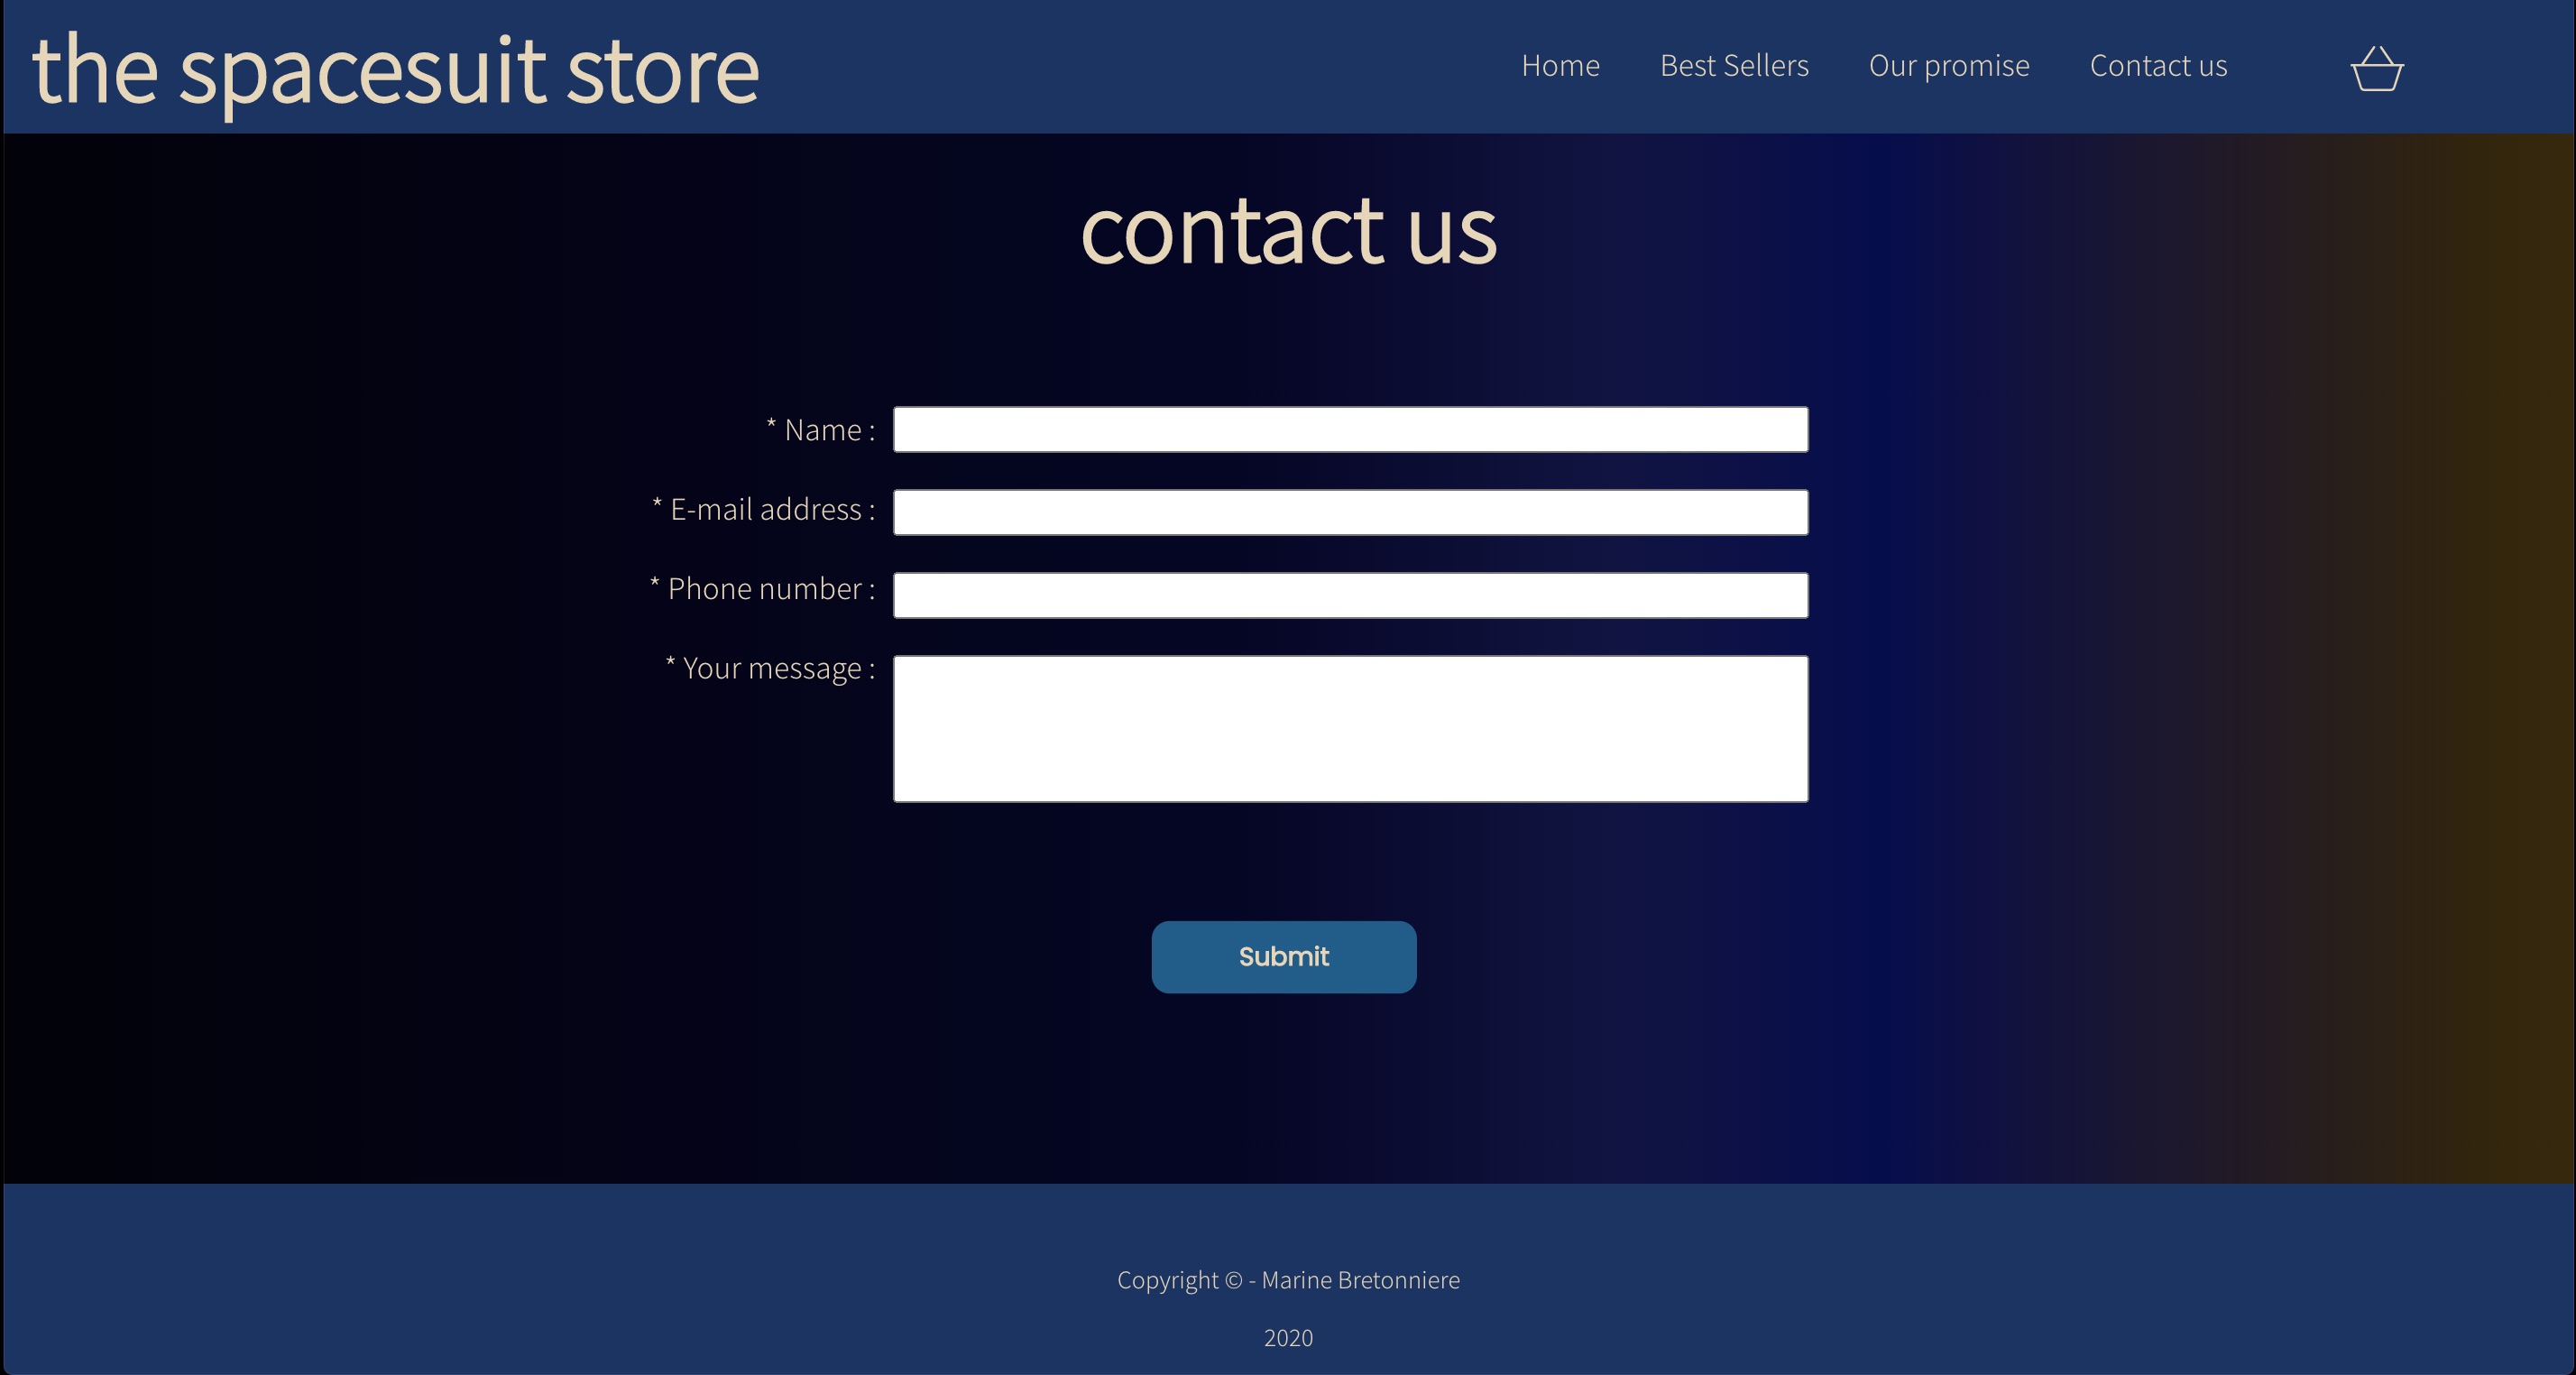 the spacesuit store
Home Best Sellers Our promise Contact us
contact us
* Name :
* E-mail address :
* Phone number :
* Your message :
Submit
Copyright © - Marine Bretonniere
2020